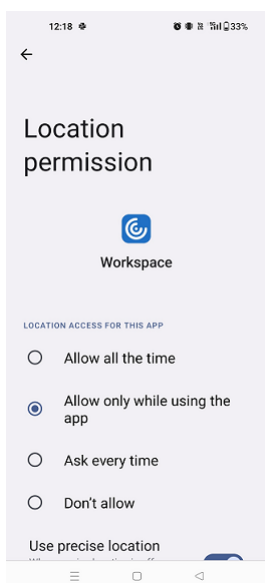 12:18 33%
Location
permission
Workspace
LOCATION ACCESS FOR THIS APP
Allow all the time
Allow only while using the
app
Ask every time
Don't allow
Use precise location